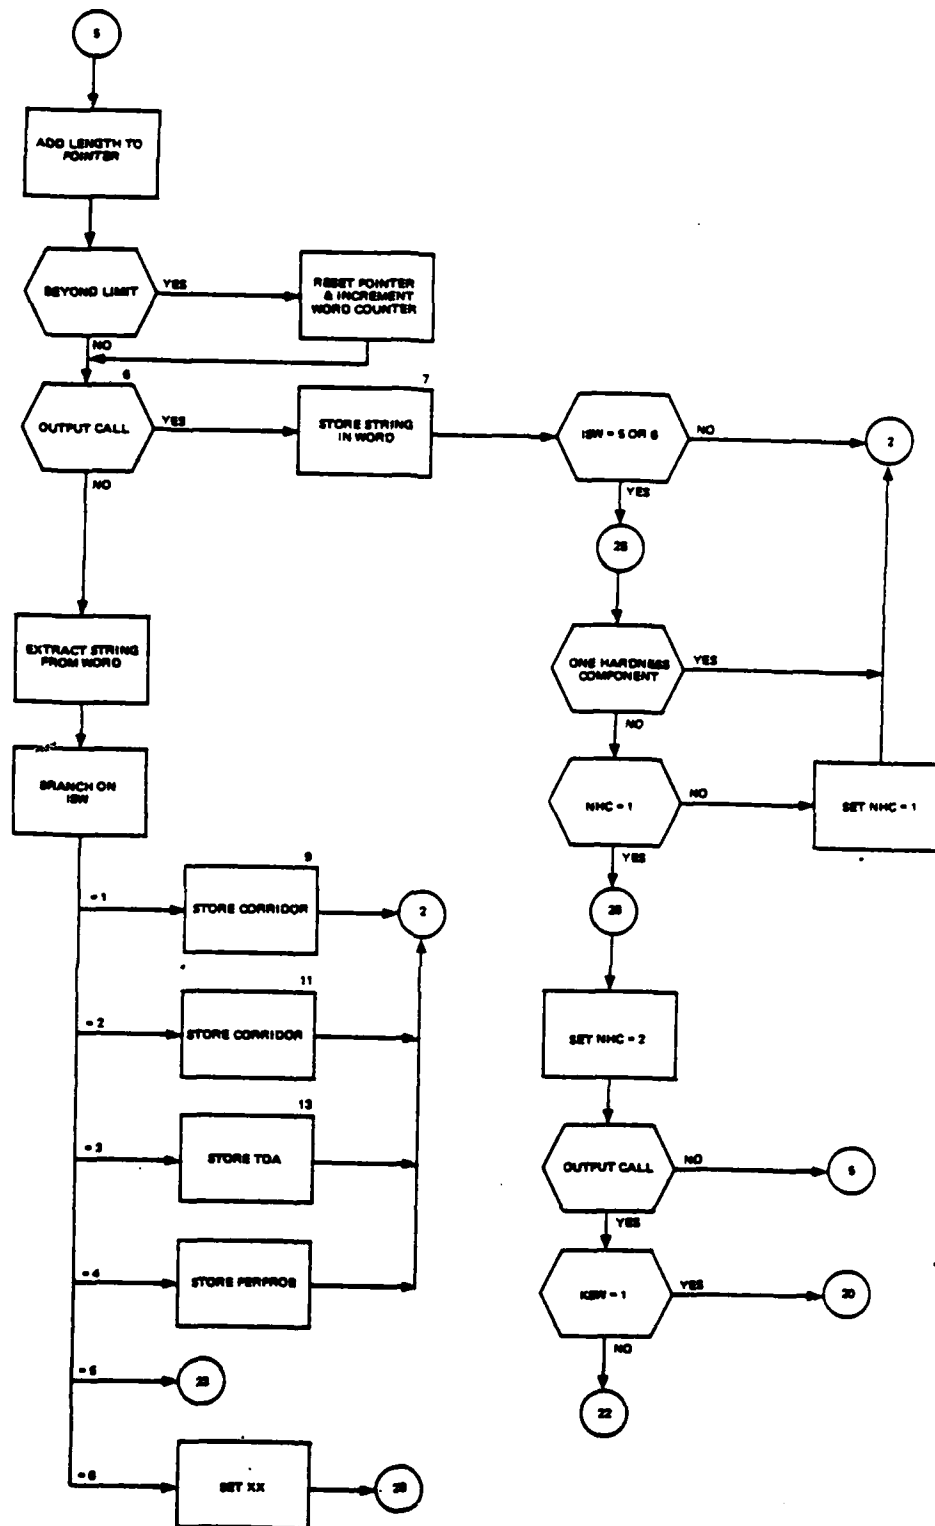 5
ADD LENGTH TO
POINTER
BEYOND LIMIT
YES
RESET POINTER
& INCREMENT
WORD COUNTER
NO
6
OUTPUT CALL
YES
7
STORE STRING
IN WORD
ISW = 5 OR 6
NO
2
YES
NO
25
EXTRACT STRING
FROM WORD
ONE HARDNESS
COMPONENT
YES
NO
BRANCH ON
ISW
NHC = 1
NO
SET NHC = 1
YES
9
= 1
STORE CORRIDOR
2
11
= 2
STORE CORRIDOR
SET NHC = 2
13
= 3
STORE TOA
OUTPUT CALL
NO
YES
= 4
STORE PERPROB
KSW = 1
YES
20
NO
= 5
22
= 6
SET XX